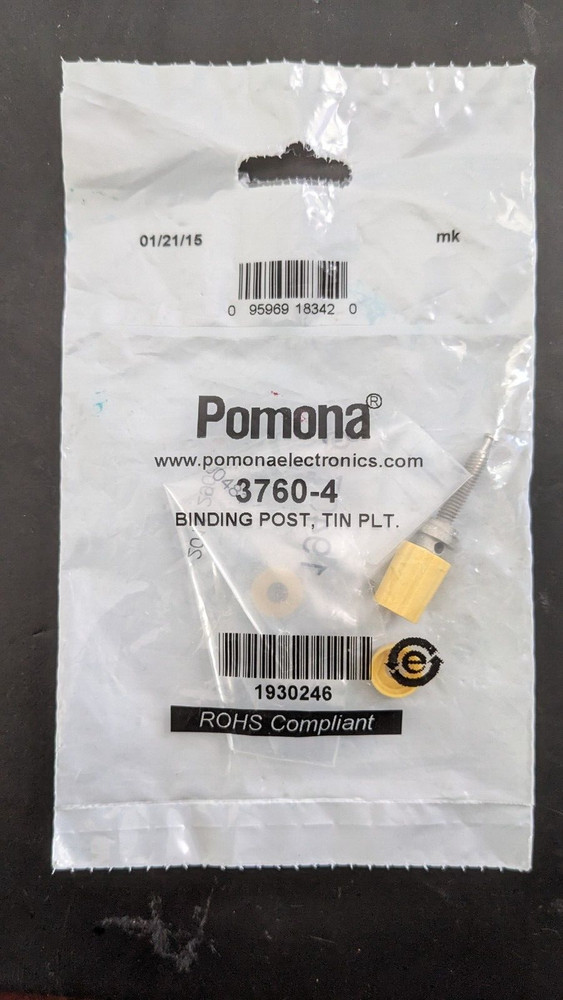 01/21/15
mk
0 95969 18342 0
Pomona®
www.pomonaelectronics.com
3760-4
BINDING POST, TIN PLT.
e
1930246
ROHS Compliant